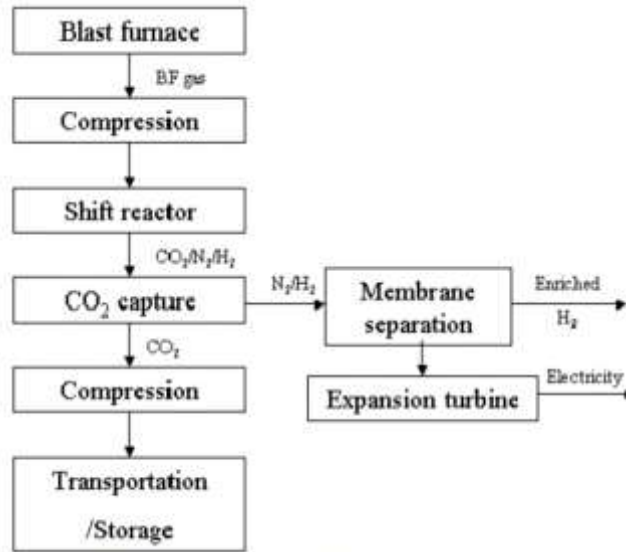 Blast furnace
BF gas
Compression
Shift reactor
CO₂/N₂/H₂
CO₂ capture
N₂/H₂
Membrane
separation
Enriched
H₂
CO₂
Compression
Expansion turbine
Electricity
Transportation
/Storage